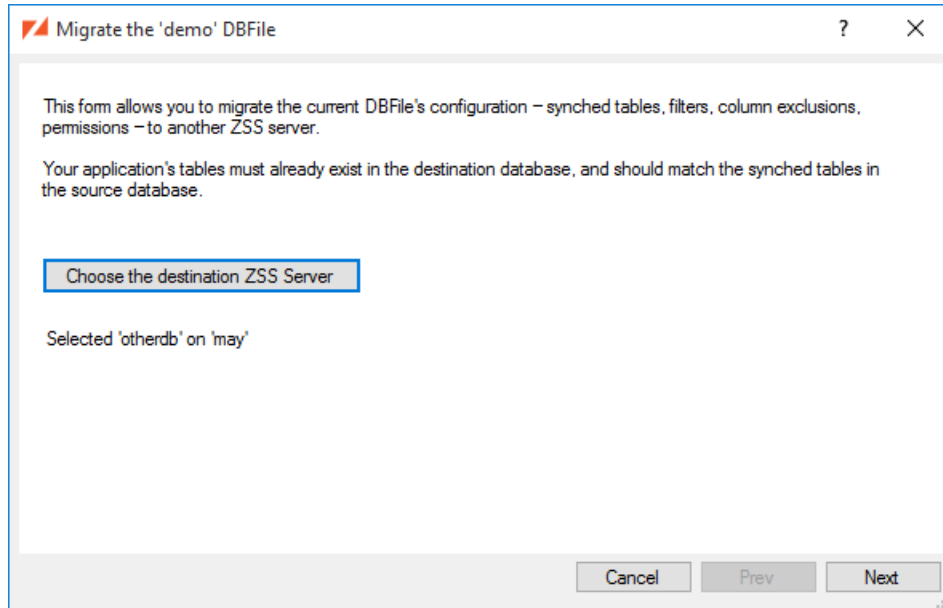 Migrate the 'demo' DBFile
?
This form allows you to migrate the current DBFile's configuration – synched tables, filters, column exclusions,
permissions – to another ZSS server.
Your application's tables must already exist in the destination database, and should match the synched tables in
the source database.
Choose the destination ZSS Server
Selected 'otherdb' on 'may'
Cancel
Prev
Next